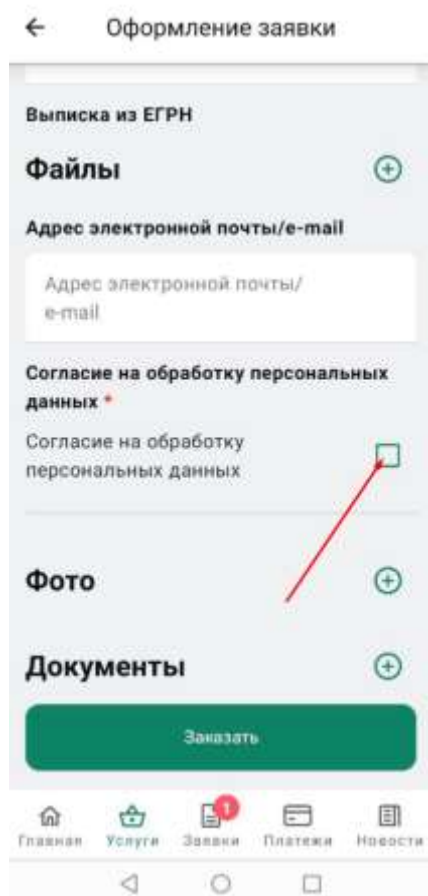 Оформление заявки
Выписка из ЕГРН
Файлы
Адрес электронной почты/e-mail
Адрес электронной почты/
e-mail
Согласие на обработку персональных
данных *
Согласие на обработку
персональных данных
Фото
Документы
Заказать
1
Главная Услуги Заявки Платежи Новости